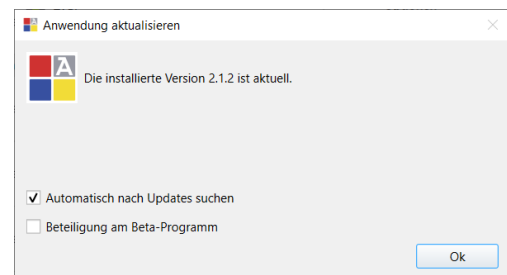 Anwendung aktualisieren
A
Die installierte Version 2.1.2 ist aktuell.
Automatisch nach Updates suchen
Beteiligung am Beta-Programm
Ok